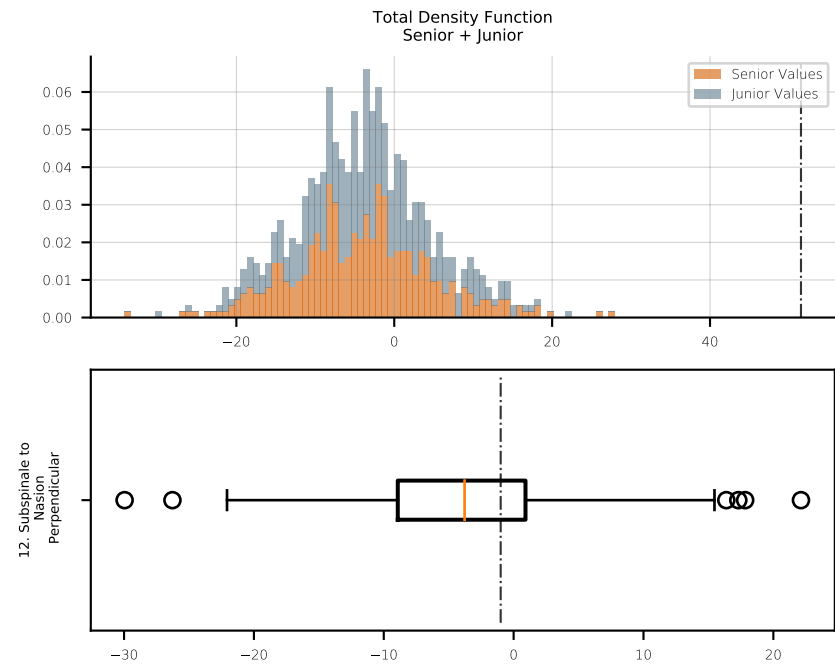 Total Density Function
Senior + Junior
Senior Values
Junior Values
0.06
0.05
0.04
0.03
0.02
0.01
0.00
−20
0
20
40
12. Subspinale to
Nasion
Perpendicular
−30
−20
−10
0
10
20